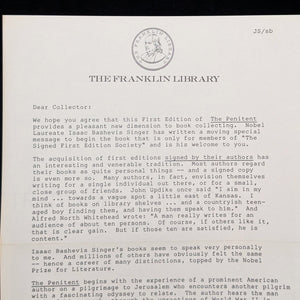 JS/sb
THE FRANKLIN LIBRARY
Dear Collector:
We hope you agree that this First Edition of The Penitent
provides a pleasant new dimension to book collecting. Nobel
Laureate Isaac Bashevis Singer has written a moving special
message to begin the book that is only for members of "The
Signed First Edition Society" and is his welcome to you.
The acquisition of first editions signed by their authors has
an interesting and venerable tradition. Most authors regard
their books as quite personal things -- and a signed copy
is even more so. Many authors, in fact, envision themselves
writing for a single individual out there, or for a small,
close group of friends. John Updike once said "I aim in my
mind ... towards a vague spot a little east of Kansas. I
think of books on library shelves ... and a countryish teen-
aged boy finding them, and having them speak to him." And
Alfred North Whitehead wrote: "A man really writes for an
audience of about ten persons. Of course, if others like it,
that is clear gain. But if those ten are satisfied, he is
content."
Isaac Bashevis Singer's books seem to speak very personally
to me. And millions of others have obviously felt the same
-- hence a career of many distinctions, topped by the Nobel
Prize for Literature.
The Penitent begins with the experience of a prominent American
author on a pilgrimage to Jerusalem who encounters another pilgrim
with a fascinating odyssey to relate. The author heard the man